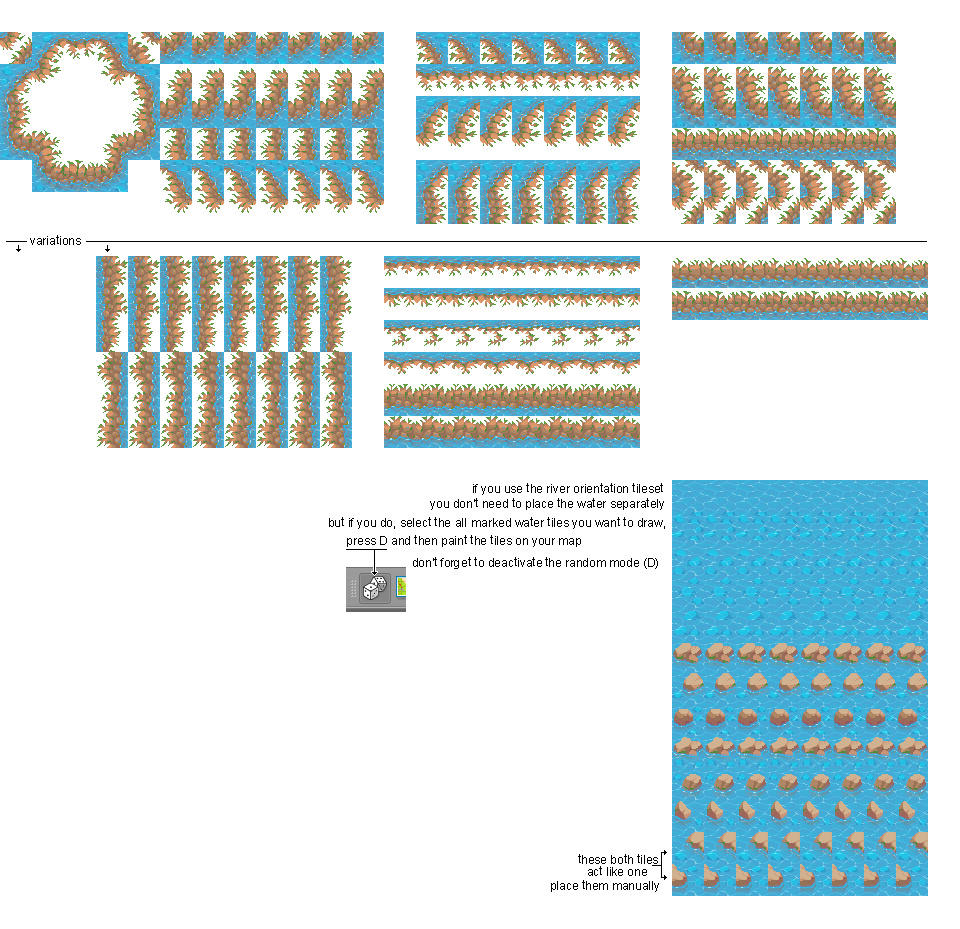 variations
if you use the river orientation tileset
you don't need to place the water separately
but if you do, select the all marked water tiles you want to draw,
press D and then paint the tiles on your map
don't forget to deactivate the random mode (D)
these both tiles
act like one
place them manually